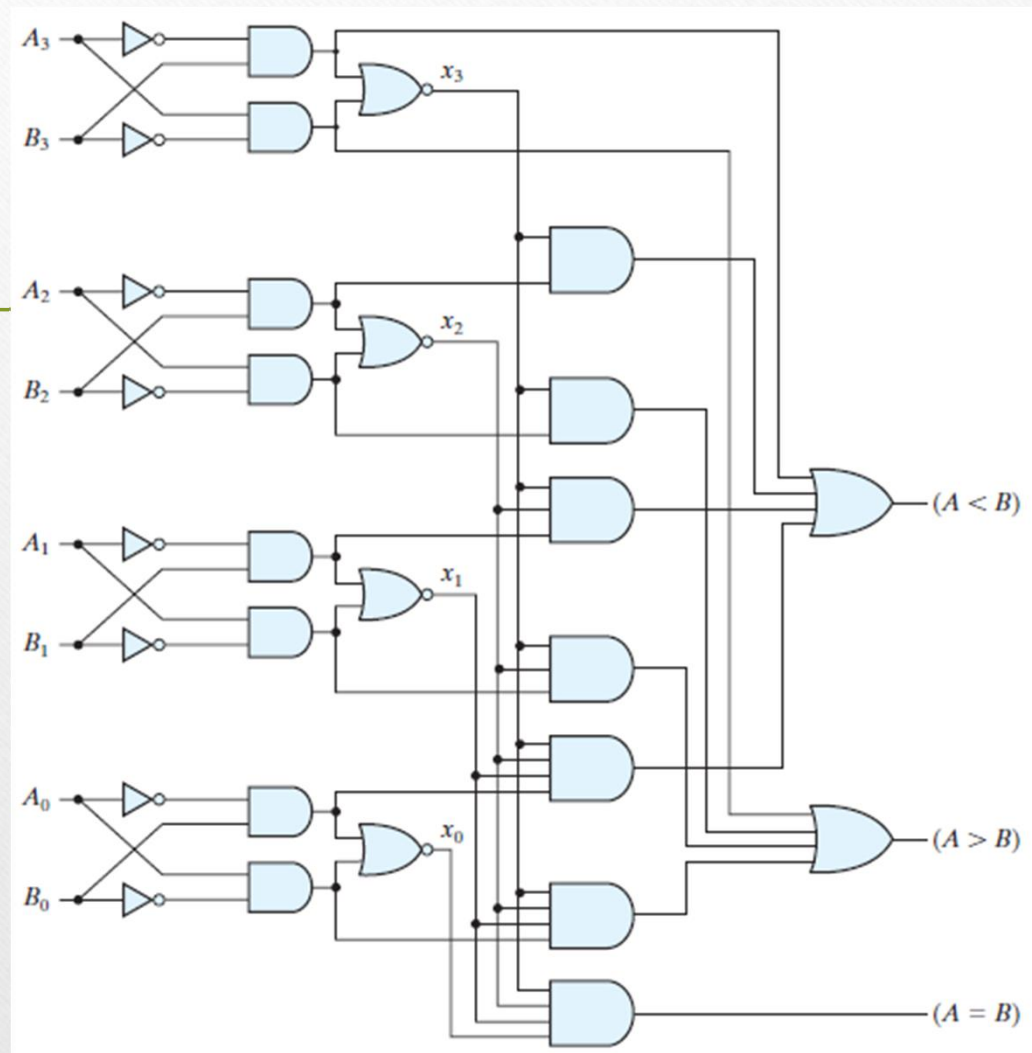 A₃
x₃
B₃
A₂
x₂
B₂
(A < B)
A₁
x₁
B₁
A₀
x₀
(A > B)
B₀
(A = B)